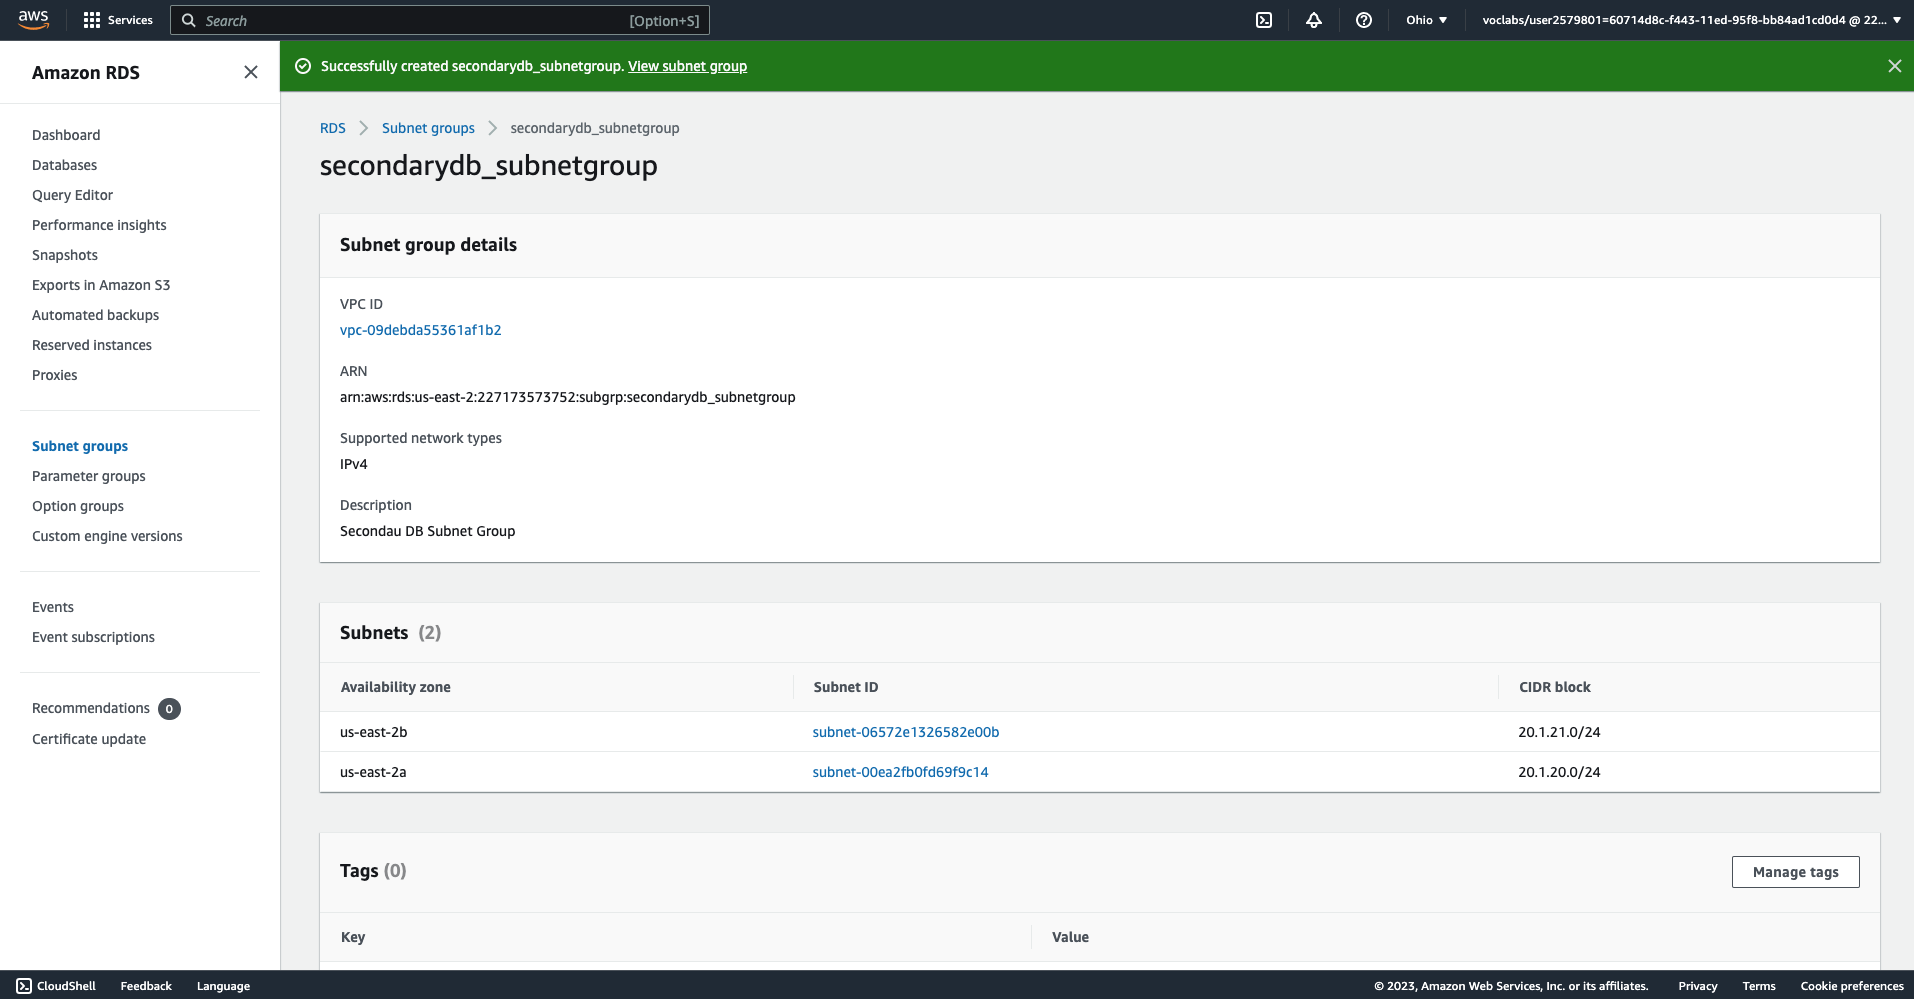 aws
Services
Search
[Option+S]
Ohio
voclabs/user2579801=60714d8c-f443-11ed-95f8-bb84ad1cd0d4 @ 22...
Amazon RDS
Dashboard
Databases
Query Editor
Performance insights
Snapshots
Exports in Amazon S3
Automated backups
Reserved instances
Proxies
Subnet groups
Parameter groups
Option groups
Custom engine versions
Events
Event subscriptions
Recommendations 0
Certificate update
Successfully created secondarydb_subnetgroup. View subnet group
RDS > Subnet groups > secondarydb_subnetgroup
secondarydb_subnetgroup
Subnet group details
VPC ID
vpc-09debda55361af1b2
ARN
arn:aws:rds:us-east-2:227173573752:subgrp:secondarydb_subnetgroup
Supported network types
IPv4
Description
Secondau DB Subnet Group
Subnets (2)
Availability zone Subnet ID CIDR block
us-east-2b subnet-06572e1326582e00b 20.1.21.0/24
us-east-2a subnet-00ea2fb0fd69f9c14 20.1.20.0/24
Tags (0)
Manage tags
Key Value
CloudShell Feedback Language
© 2023, Amazon Web Services, Inc. or its affiliates. Privacy Terms Cookie preferences